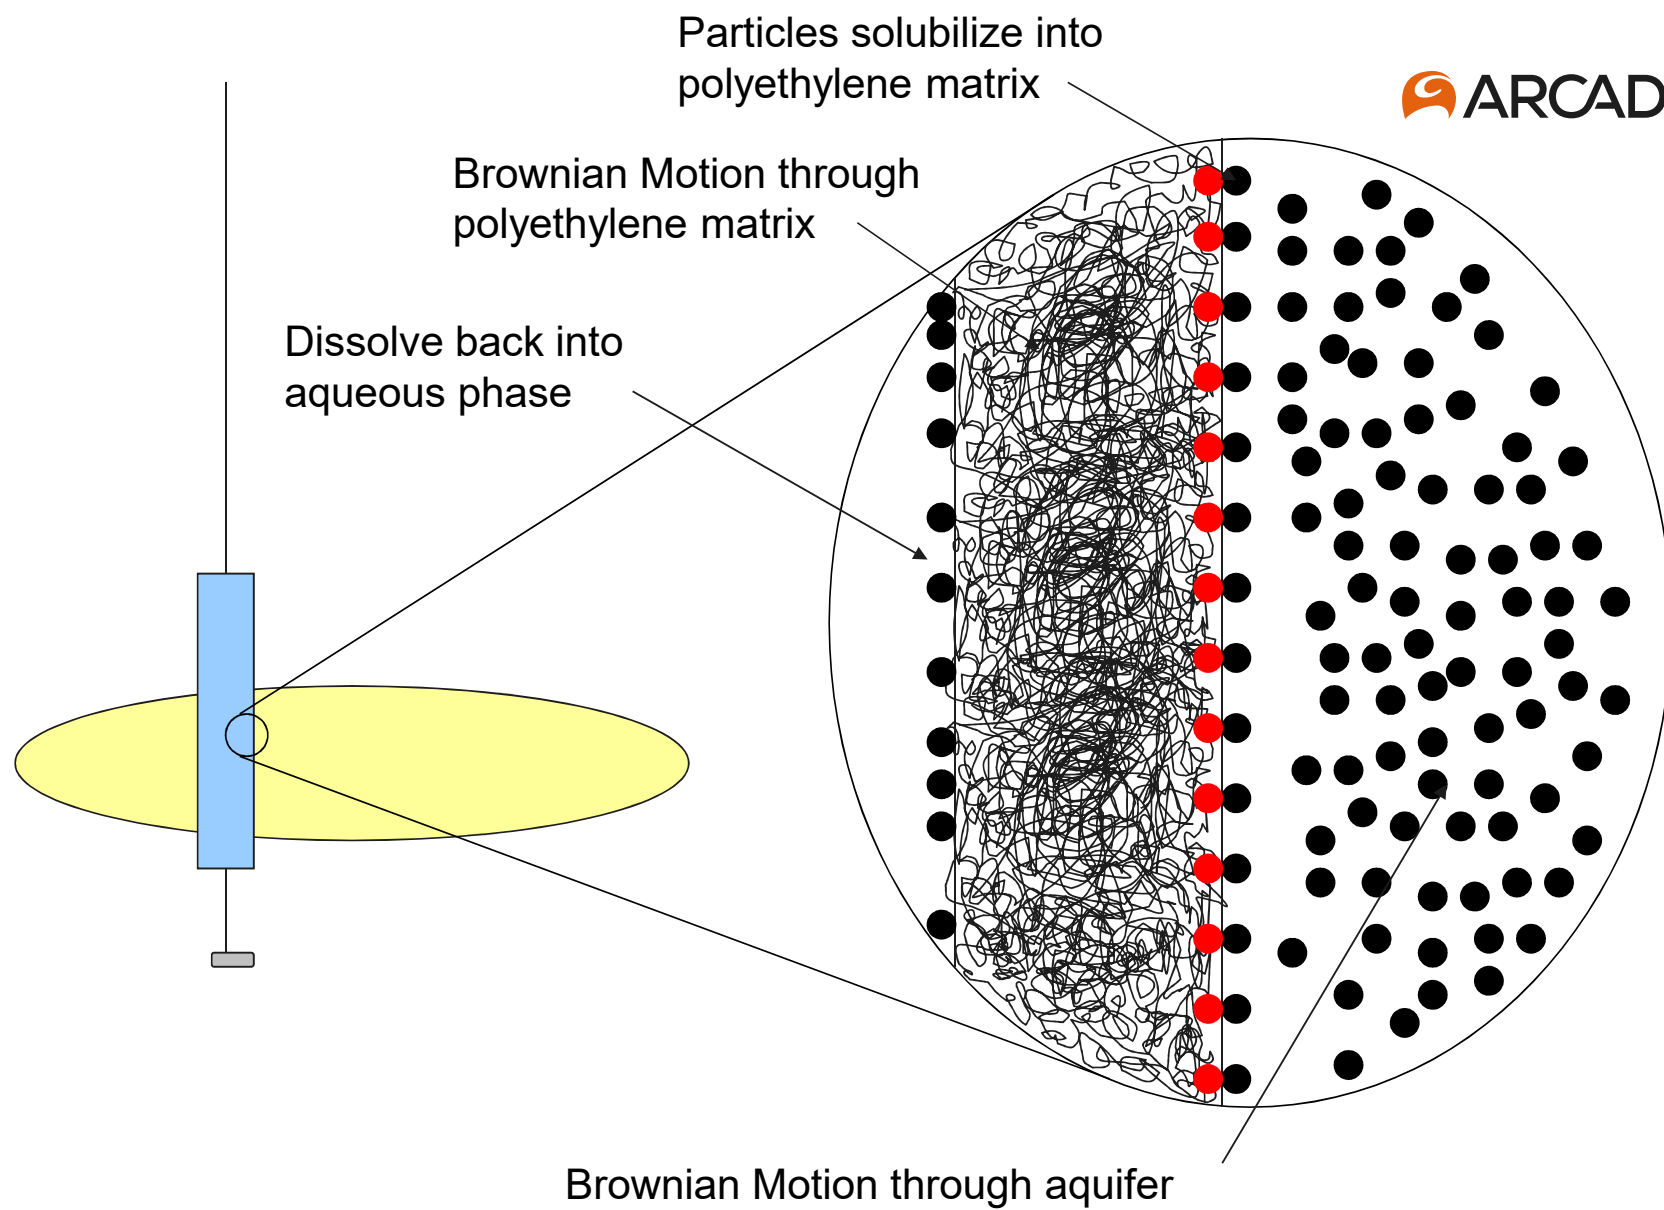 Particles solubilize into
polyethylene matrix
ARCAD
Brownian Motion through
polyethylene matrix
Dissolve back into
aqueous phase
Brownian Motion through aquifer